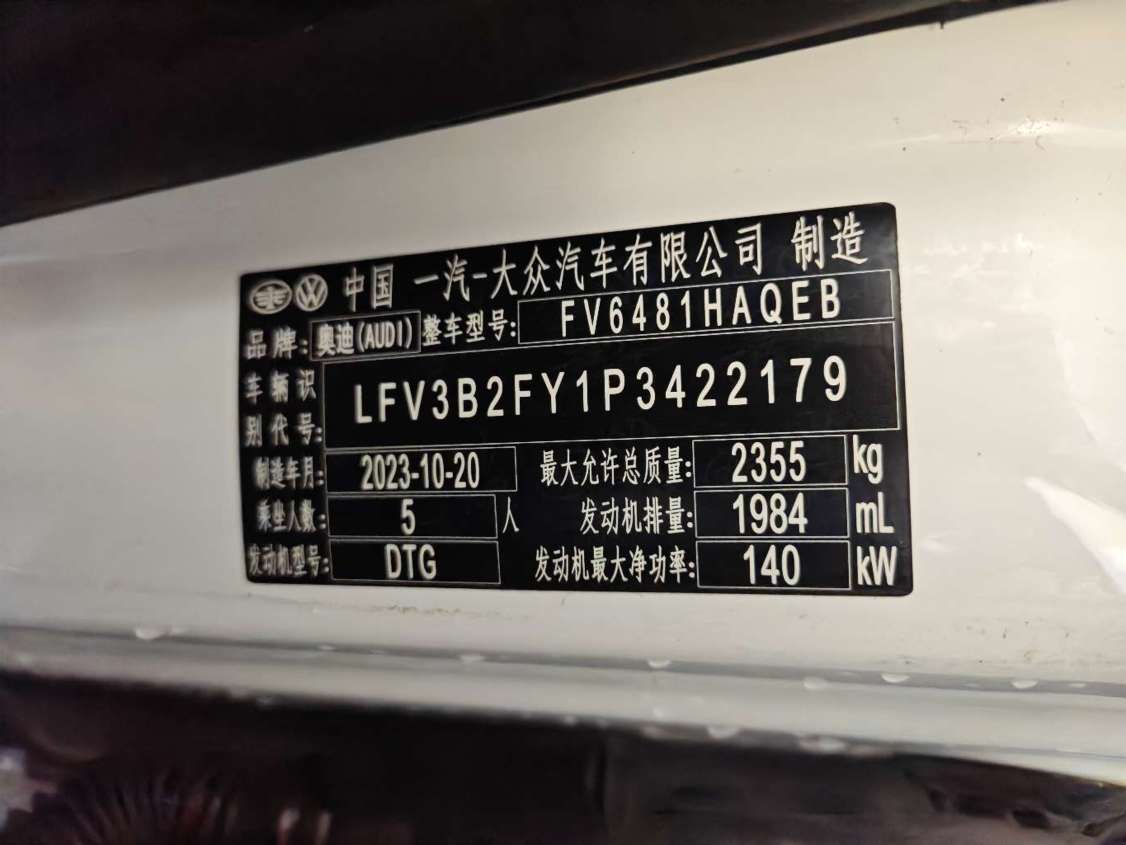 中国 一汽-大众汽车有限公司 制造
品牌: 奥迪(AUDI) 整车型号: FV6481HAQEB
车辆识别代号: LFV3B2FY1P3422179
制造年月: 2023-10-20 最大允许总质量: 2355 kg
乘坐人数: 5 人 发动机排量: 1984 mL
发动机型号: DTG 发动机最大净功率: 140 kW